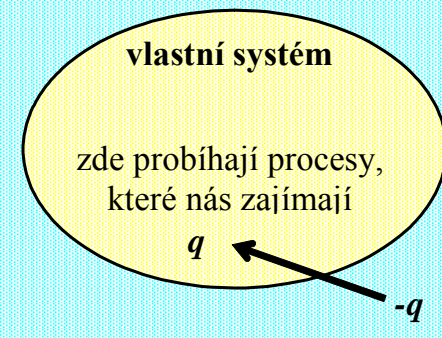 vlastní systém
zde probíhají procesy,
které nás zajímají
q
-q